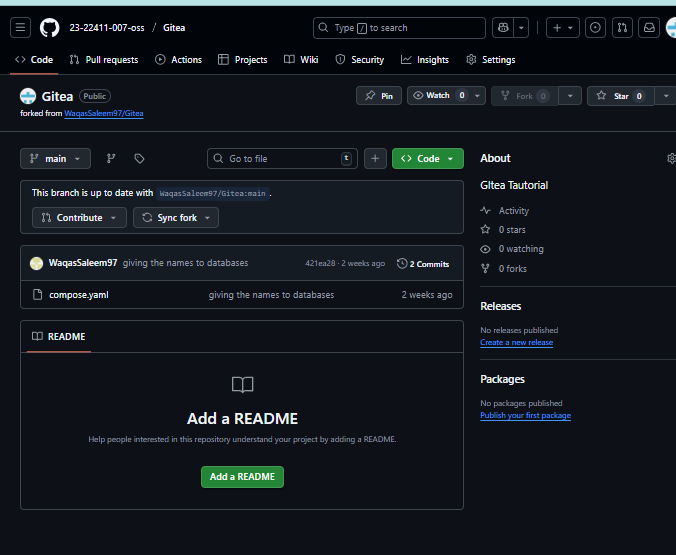 23-22411-007-oss / Gitea
Type / to search
Code Pull requests Actions Projects Wiki Security Insights Settings
Gitea Public
Pin Watch 0 Fork 0 Star 0
forked from WaqasSaleem97/Gitea
main
Go to file t
Code
This branch is up to date with WaqasSaleem97/Gitea:main .
Contribute Sync fork
WaqasSaleem97 giving the names to databases 421ea28 · 2 weeks ago 2 Commits
compose.yaml giving the names to databases 2 weeks ago
README
Add a README
Help people interested in this repository understand your project by adding a README.
Add a README
About
GItea Tautorial
Activity
0 stars
0 watching
0 forks
Releases
No releases published
Create a new release
Packages
No packages published
Publish your first package